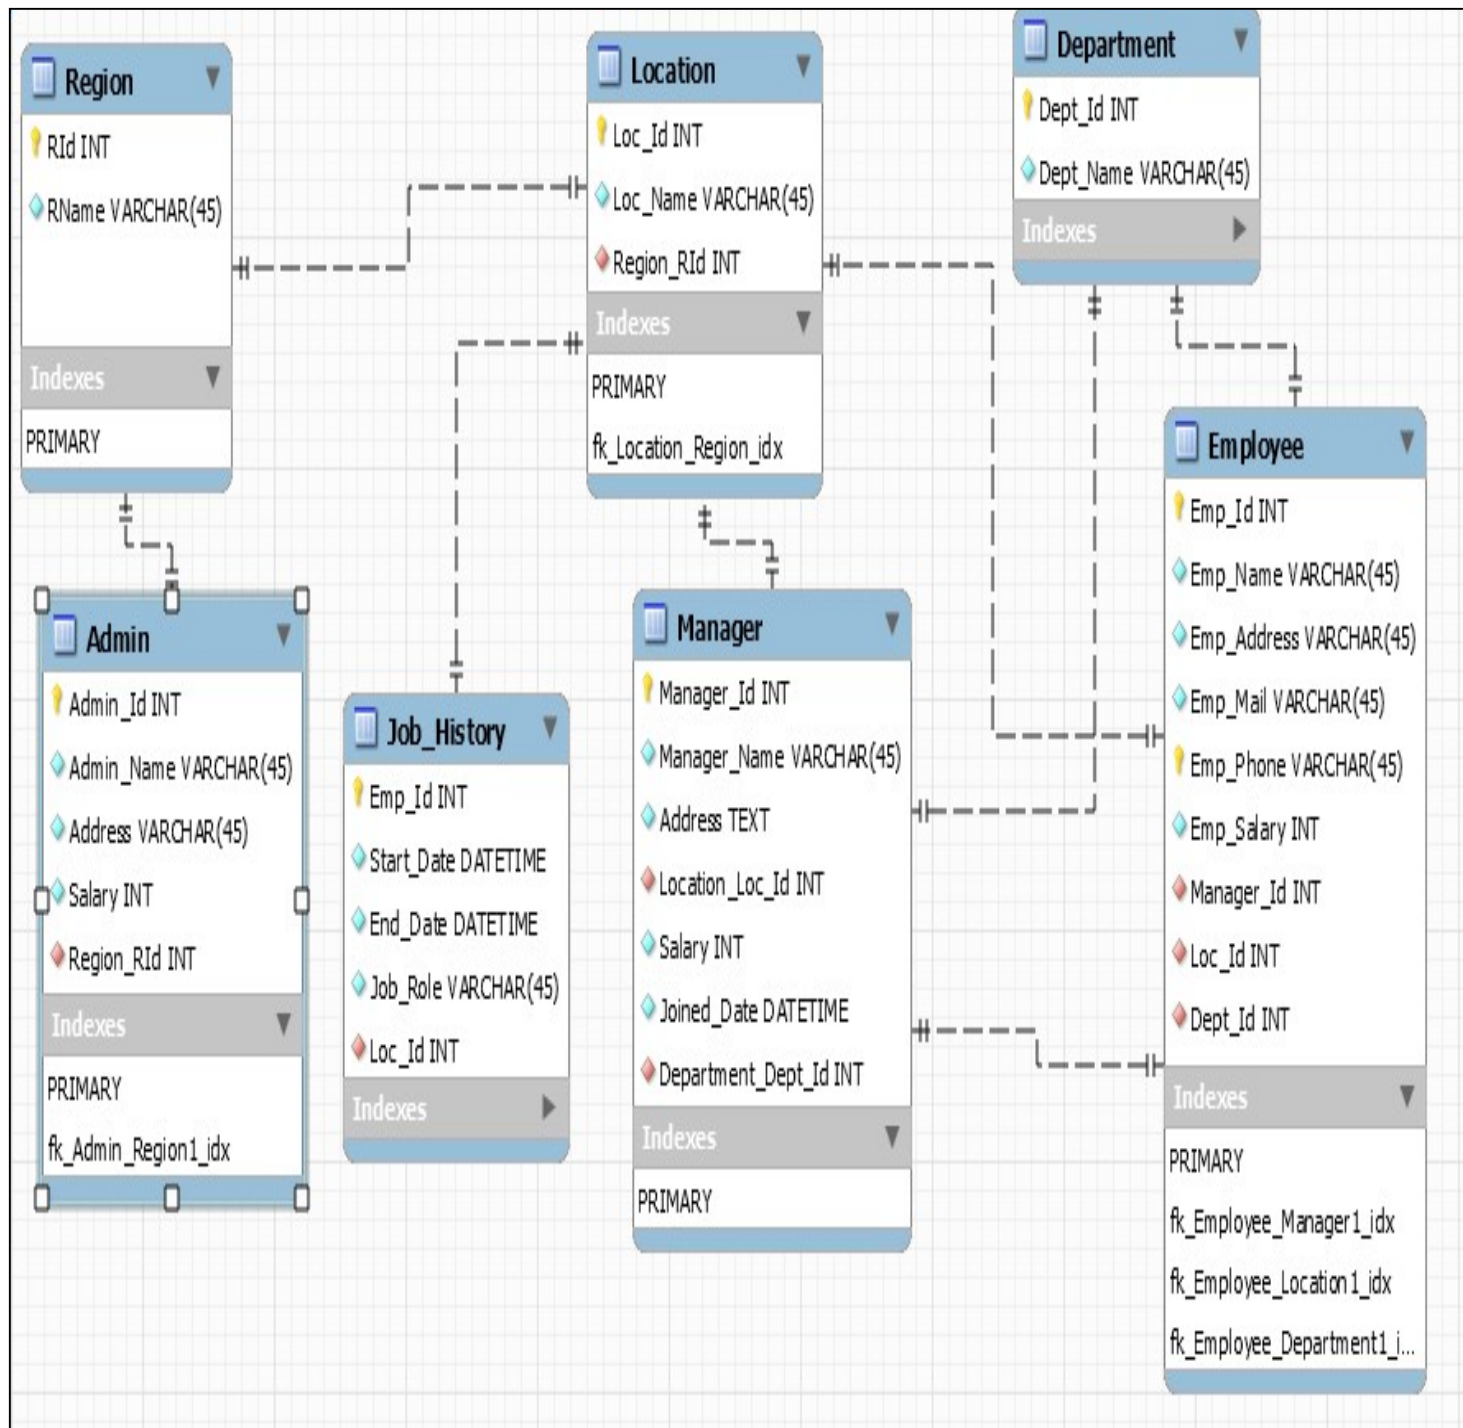 Region
RId INT
RName VARCHAR(45)
Indexes
PRIMARY
Location
Loc_Id INT
Loc_Name VARCHAR(45)
Region_RId INT
Indexes
PRIMARY
fk_Location_Region_idx
Department
Dept_Id INT
Dept_Name VARCHAR(45)
Indexes
Admin
Admin_Id INT
Admin_Name VARCHAR(45)
Address VARCHAR(45)
Salary INT
Region_RId INT
Indexes
PRIMARY
fk_Admin_Region1_idx
Job_History
Emp_Id INT
Start_Date DATETIME
End_Date DATETIME
Job_Role VARCHAR(45)
Loc_Id INT
Indexes
Manager
Manager_Id INT
Manager_Name VARCHAR(45)
Address TEXT
Location_Loc_Id INT
Salary INT
Joined_Date DATETIME
Department_Dept_Id INT
Indexes
PRIMARY
Employee
Emp_Id INT
Emp_Name VARCHAR(45)
Emp_Address VARCHAR(45)
Emp_Mail VARCHAR(45)
Emp_Phone VARCHAR(45)
Emp_Salary INT
Manager_Id INT
Loc_Id INT
Dept_Id INT
Indexes
PRIMARY
fk_Employee_Manager1_idx
fk_Employee_Location1_idx
fk_Employee_Department1_i...